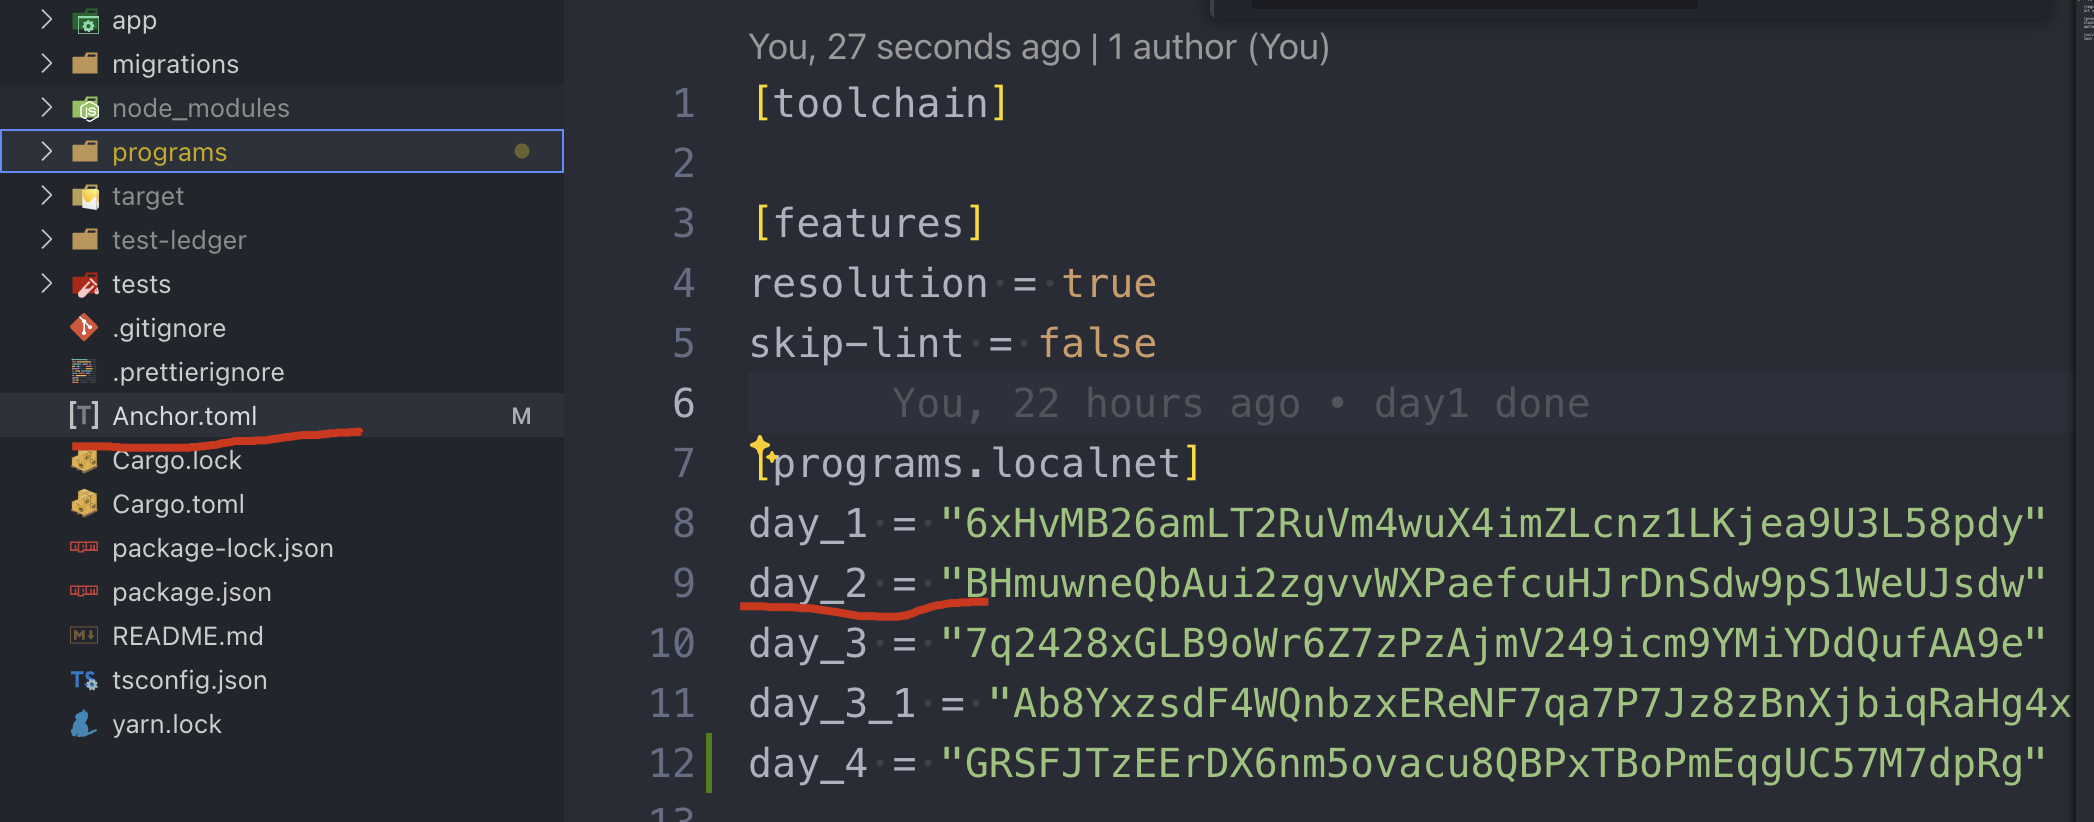 app
migrations
node_modules
programs
target
test-ledger
tests
.gitignore
.prettierignore
Anchor.toml M
Cargo.lock
Cargo.toml
package-lock.json
package.json
README.md
tsconfig.json
yarn.lock
You, 27 seconds ago | 1 author (You)
1 [toolchain]
2
3 [features]
4 resolution = true
5 skip-lint = false
6 You, 22 hours ago • day1 done
7 [programs.localnet]
8 day_1 = "6xHvMB26amLT2RuVm4wuX4imZLcnz1LKjea9U3L58pdy"
9 day_2 = "BHmuwneQbAui2zgvvWXPaefcuHJrDnSdw9pS1WeUJsdw"
10 day_3 = "7q2428xGLB9oWr6Z7zPzAjmV249icm9YMiYDdQufAA9e"
11 day_3_1 = "Ab8YxzsdF4WQnbzxEReNF7qa7P7Jz8zBnXjbiqRaHg4x
12 day_4 = "GRSFJTzEErDX6nm5ovacu8QBPxTBoPmEqgUC57M7dpRg"
13